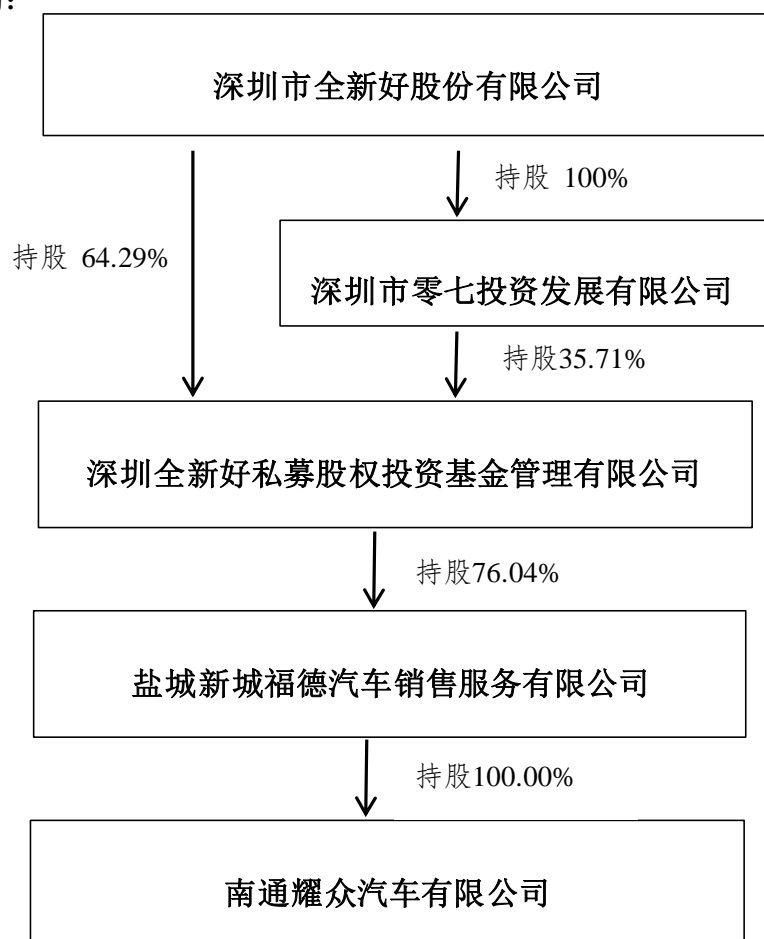 深圳市全新好股份有限公司
持股 100%
持股 64.29%
深圳市零七投资发展有限公司
持股35.71%
深圳全新好私募股权投资基金管理有限公司
持股76.04%
盐城新城福德汽车销售服务有限公司
持股100.00%
南通耀众汽车有限公司